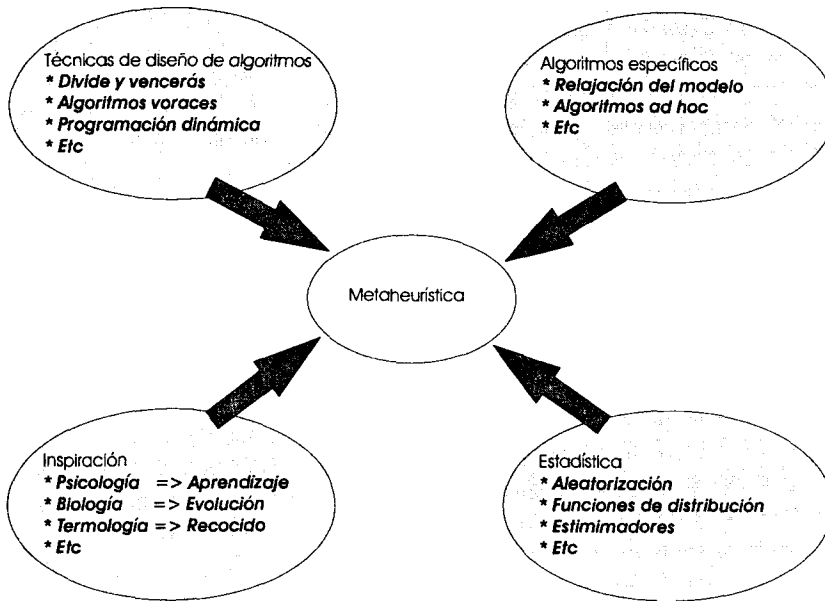 Técnicas de diseño de algoritmos
* Divide y vencerás
* Algoritmos voraces
* Programación dinámica
* Etc
Algoritmos específicos
* Relajación del modelo
* Algoritmos ad hoc
* Etc
Metaheurística
Inspiración
* Psicología => Aprendizaje
* Biología => Evolución
* Termología => Recocido
* Etc
Estadística
* Aleatorización
* Funciones de distribución
* Estimimadores
* Etc